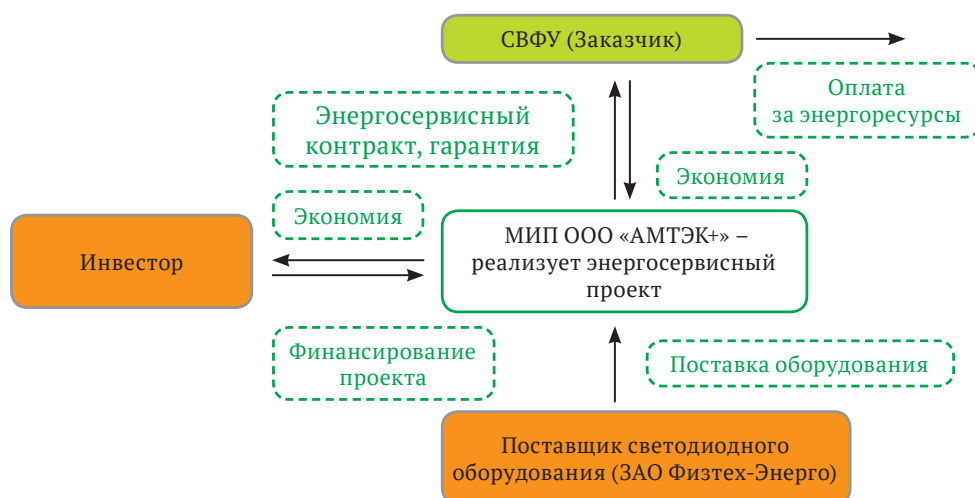 СВФУ (Заказчик)
Оплата
за энергоресурсы
Энергосервисный
контракт, гарантия
Экономия
Экономия
Инвестор
МИП ООО «АМТЭК+» –
реализует энергосервисный
проект
Финансирование
проекта
Поставка оборудования
Поставщик светодиодного
оборудования (ЗАО Физтех-Энерго)